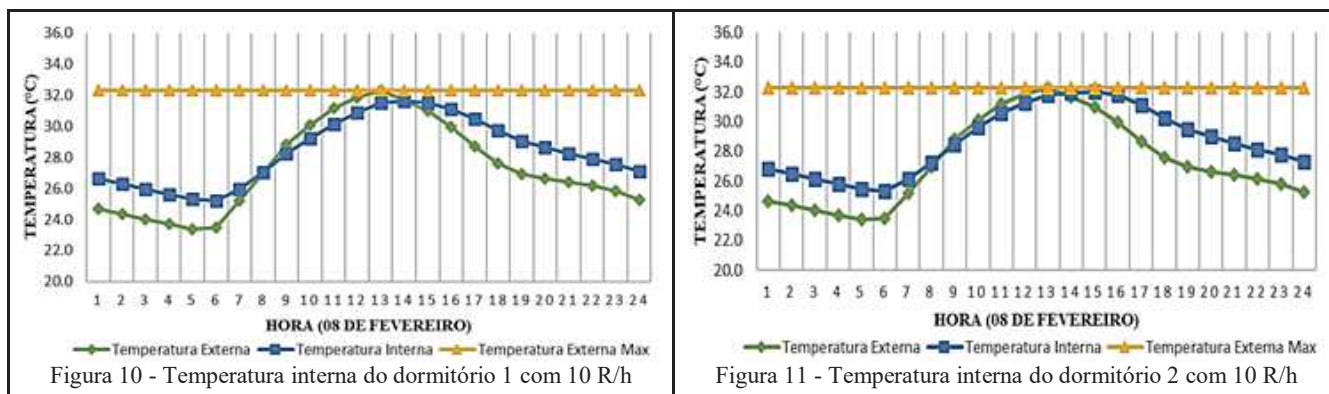 36.0
34.0
32.0
30.0
28.0
26.0
24.0
22.0
20.0
TEMPERATURA (°C)
1 2 3 4 5 6 7 8 9 10 11 12 13 14 15 16 17 18 19 20 21 22 23 24
HORA (08 DE FEVEREIRO)
Temperatura Externa Temperatura Interna Temperatura Externa Max
Figura 10 - Temperatura interna do dormitório 1 com 10 R/h
36.0
34.0
32.0
30.0
28.0
26.0
24.0
22.0
20.0
TEMPERATURA (°C)
1 2 3 4 5 6 7 8 9 10 11 12 13 14 15 16 17 18 19 20 21 22 23 24
HORA (08 DE FEVEREIRO)
Temperatura Externa Temperatura Interna Temperatura Externa Max
Figura 11 - Temperatura interna do dormitório 2 com 10 R/h